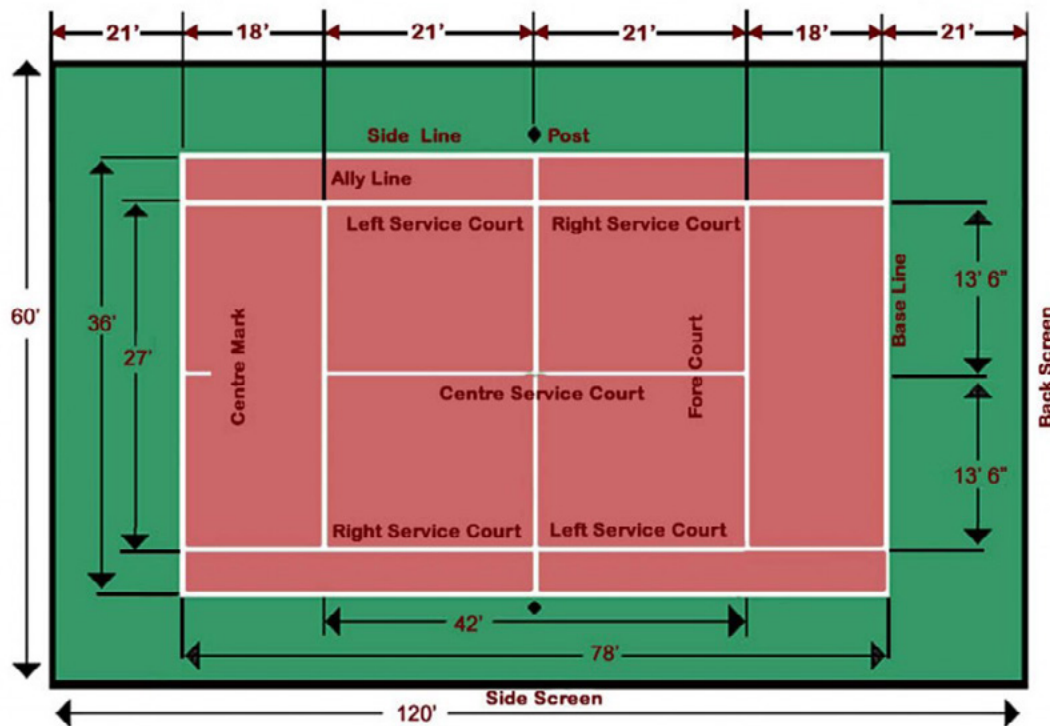 21' 18' 21' 21' 18' 21'
Side Line
Post
Ally Line
Left Service Court
Right Service Court
13' 6"
60'
36'
27'
Centre Mark
Fore Court
Base Line
Back Screen
Centre Service Court
13' 6"
Right Service Court
Left Service Court
42'
78'
Side Screen
120'